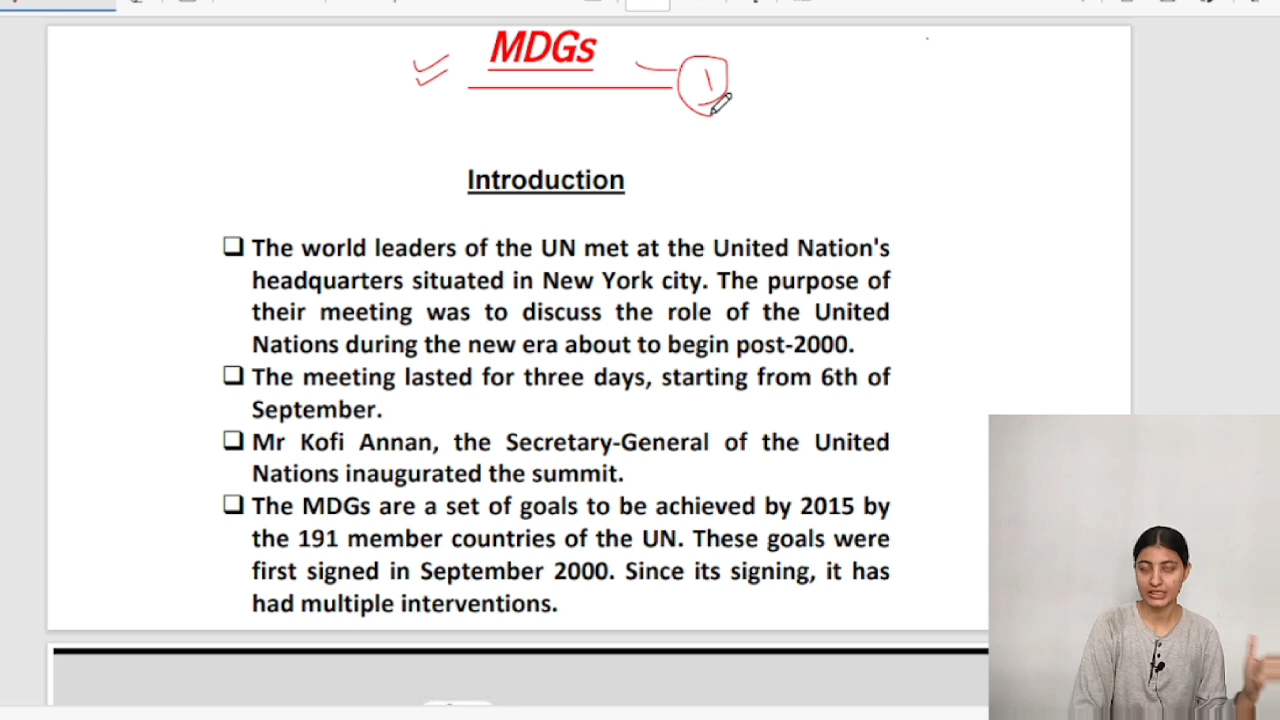 MDGs
1
Introduction
❑ The world leaders of the UN met at the United Nation's
headquarters situated in New York city. The purpose of
their meeting was to discuss the role of the United
Nations during the new era about to begin post-2000.
❑ The meeting lasted for three days, starting from 6th of
September.
❑ Mr Kofi Annan, the Secretary-General of the United
Nations inaugurated the summit.
❑ The MDGs are a set of goals to be achieved by 2015 by
the 191 member countries of the UN. These goals were
first signed in September 2000. Since its signing, it has
had multiple interventions.